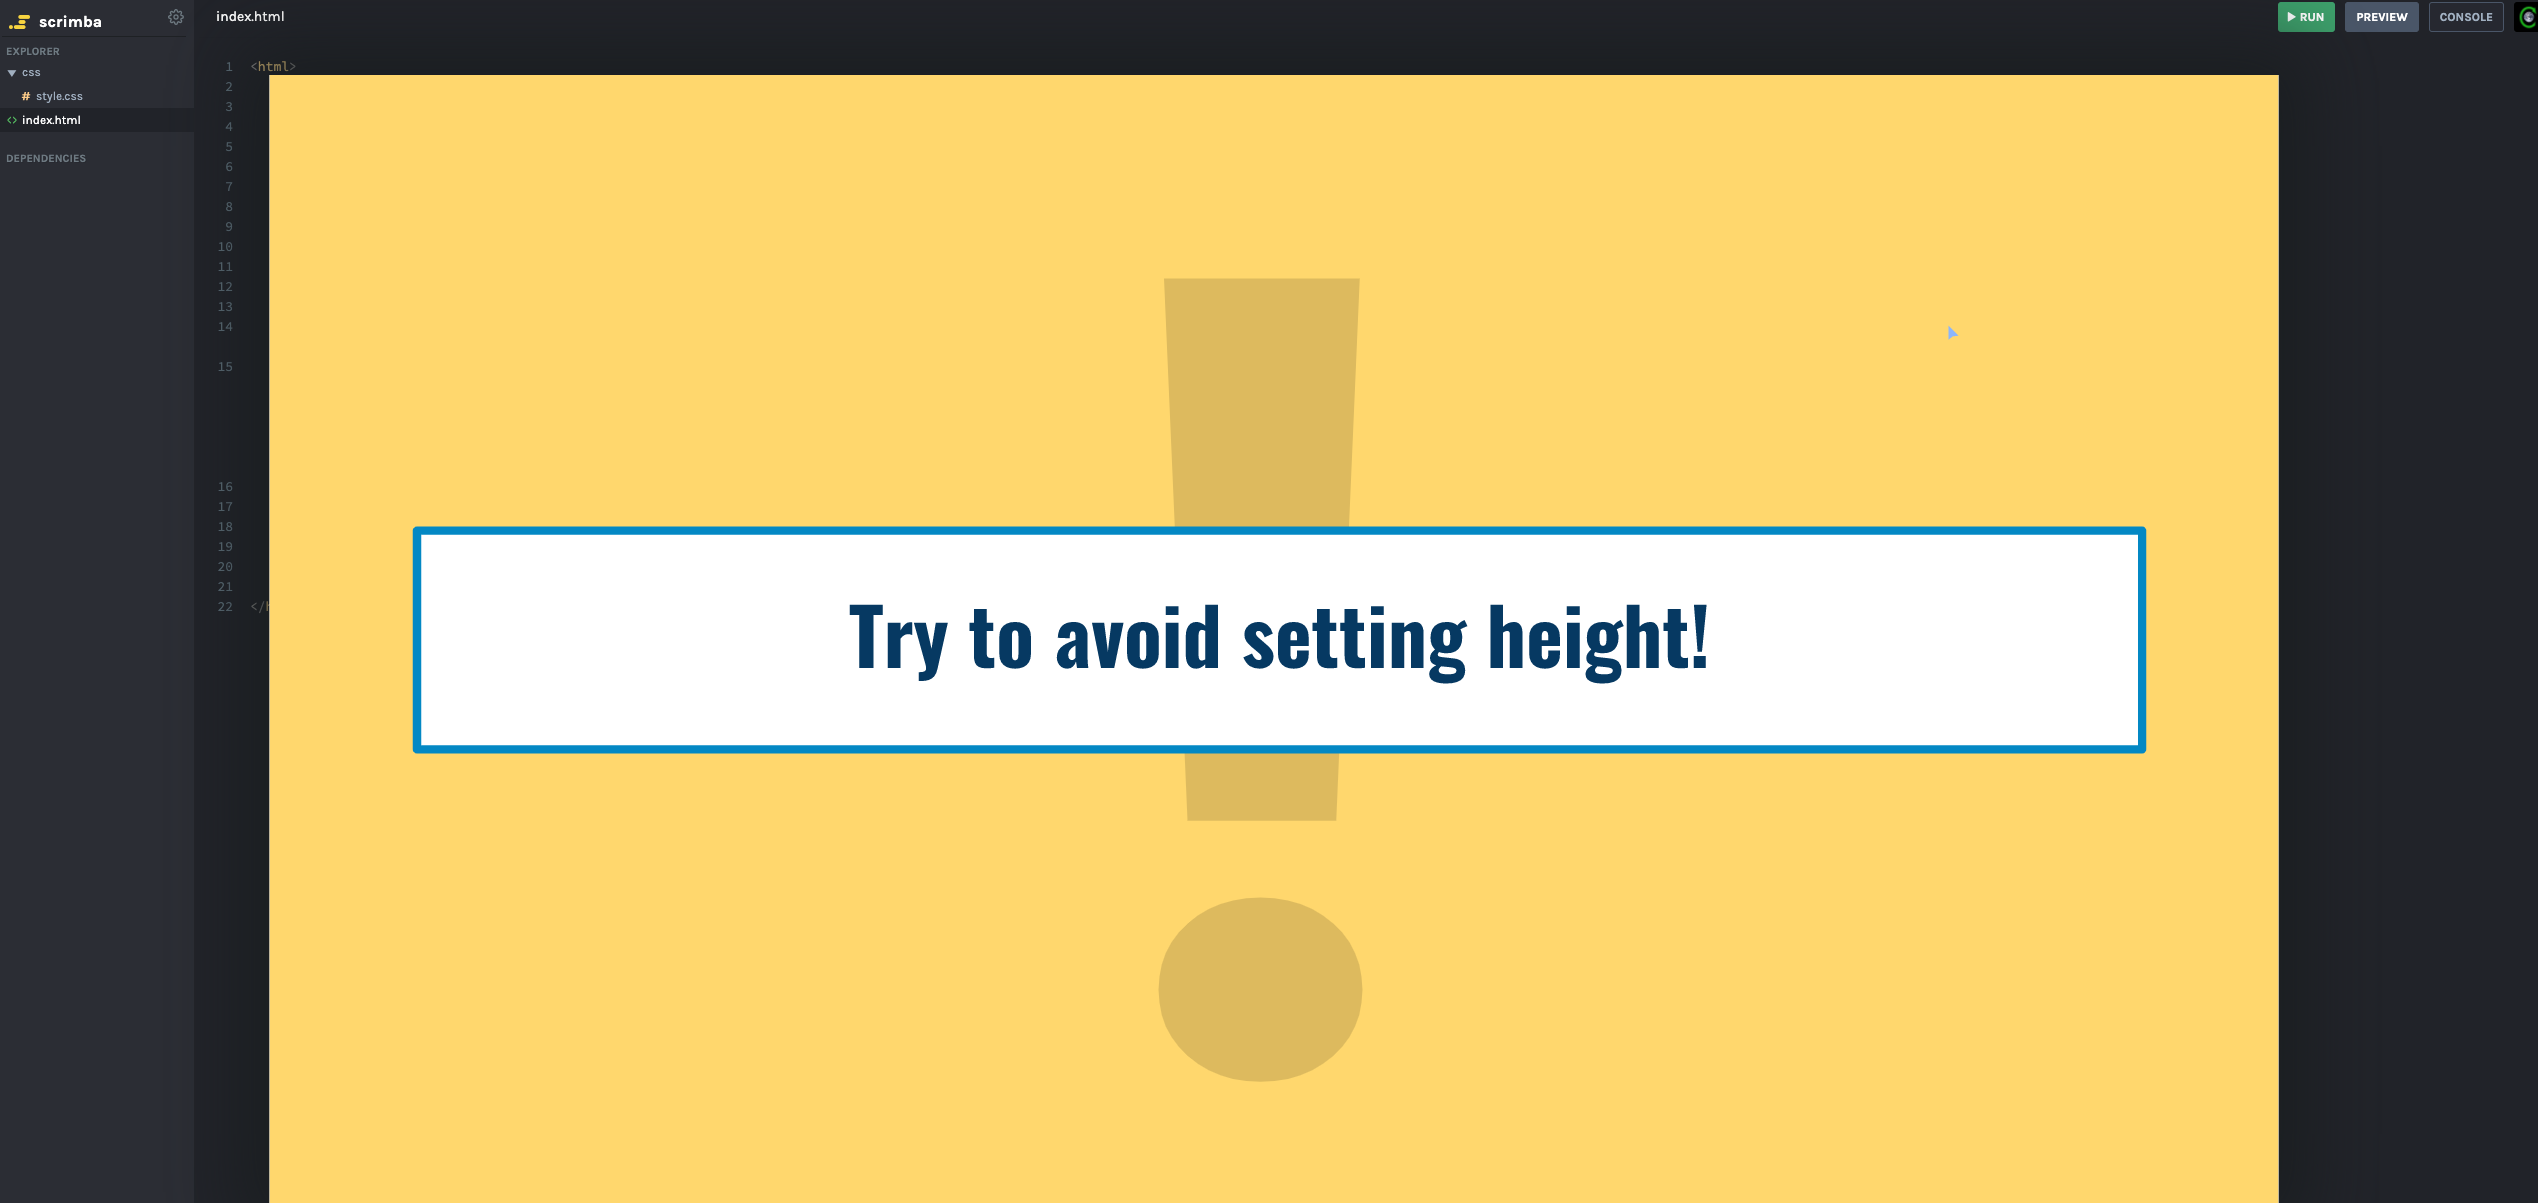 scrimba
index.html
RUN
PREVIEW
CONSOLE
EXPLORER
css
# style.css
<> index.html
DEPENDENCIES
1 <html>
2
3
4
5
6
7
8
9
10
11
12
13
14
15
16
17
18
19
20
21
22 </h
Try to avoid setting height!